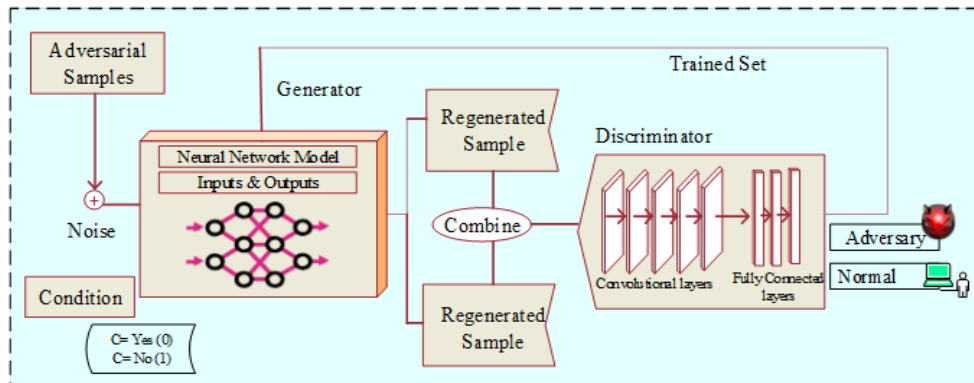 Adversarial
Samples
Generator
Trained Set
Neural Network Model
Inputs & Outputs
Noise
Condition
C= Yes (0)
C= No (1)
Regenerated
Sample
Combine
Regenerated
Sample
Discriminator
Convolutional layers
Fully Connected
layers
Adversary
Normal